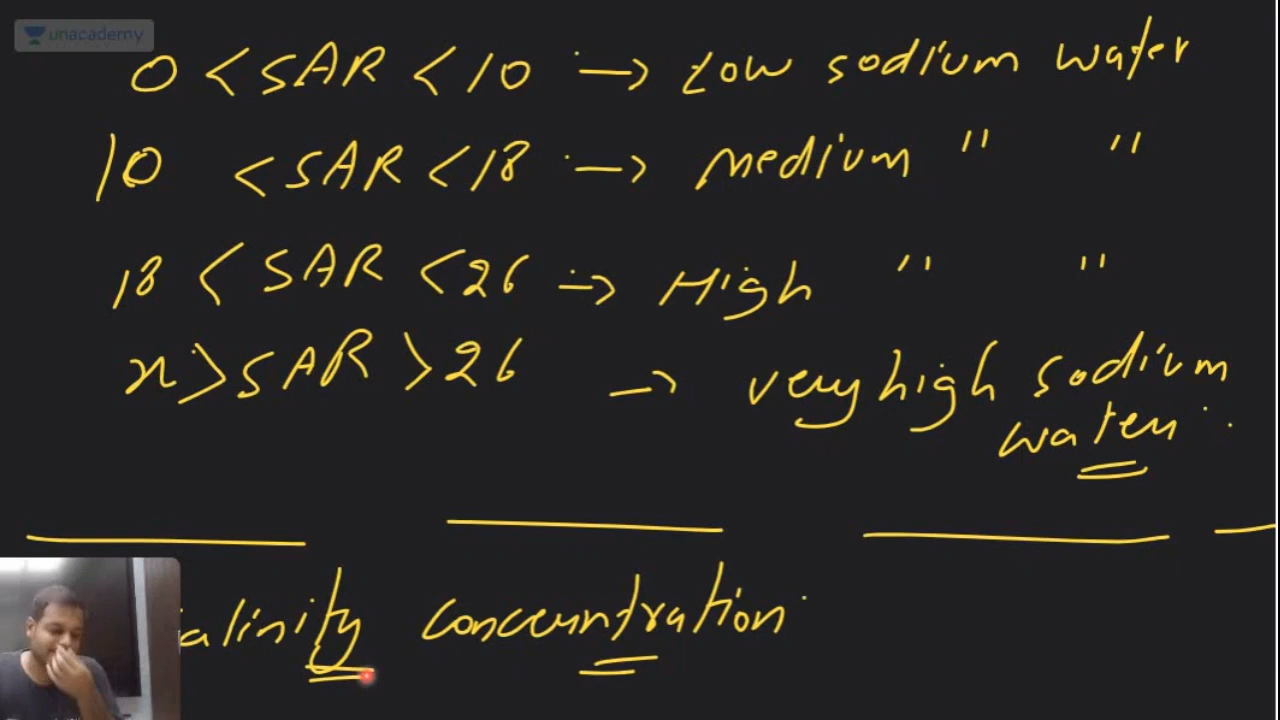 unacademy
0 < SAR < 10 → Low sodium water
10 < SAR < 18 → medium " "
18 < SAR < 26 → High " "
x > SAR > 26 → very high sodium
water.
alinity concentration